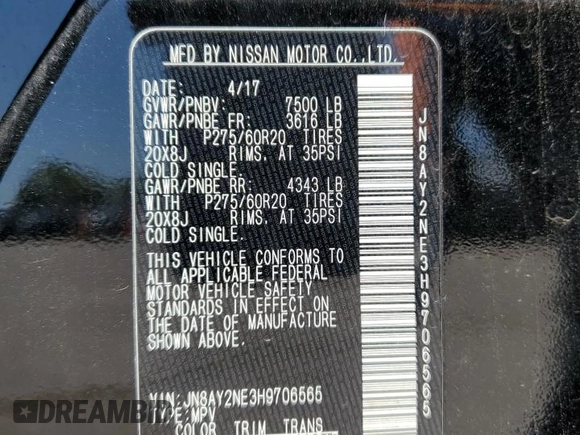 MFD BY NISSAN MOTOR CO.,LTD.
DATE: 4/17
GVWR/PNBV: 7500 LB
GAWR/PNBE FR: 3616 LB
WITH P275/60R20 TIRES
20X8J RIMS, AT 35PSI
COLD SINGLE.
GAWR/PNBE RR: 4343 LB
WITH P275/60R20 TIRES
20X8J RIMS, AT 35PSI
COLD SINGLE.
THIS VEHICLE CONFORMS TO
ALL APPLICABLE FEDERAL
MOTOR VEHICLE SAFETY
STANDARDS IN EFFECT ON
THE DATE OF MANUFACTURE
SHOWN ABOVE.
VIN: JN8AY2NE3H9706565
TYPE:MPV
COLOR TRIM TRANS
JN8AY2NE3H9706565
© carfast.express